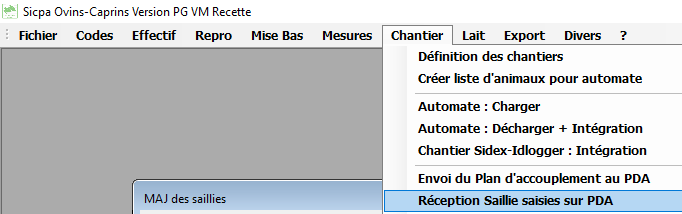 Sicpa Ovins-Caprins Version PG VM Recette
Fichier Codes Effectif Repro Mise Bas Mesures Chantier Lait Export Divers ?
Définition des chantiers
Créer liste d'animaux pour automate
Automate : Charger
Automate : Décharger + Intégration
Chantier Sidex-Idlogger : Intégration
Envoi du Plan d'accouplement au PDA
Réception Saillie saisies sur PDA
MAJ des saillies